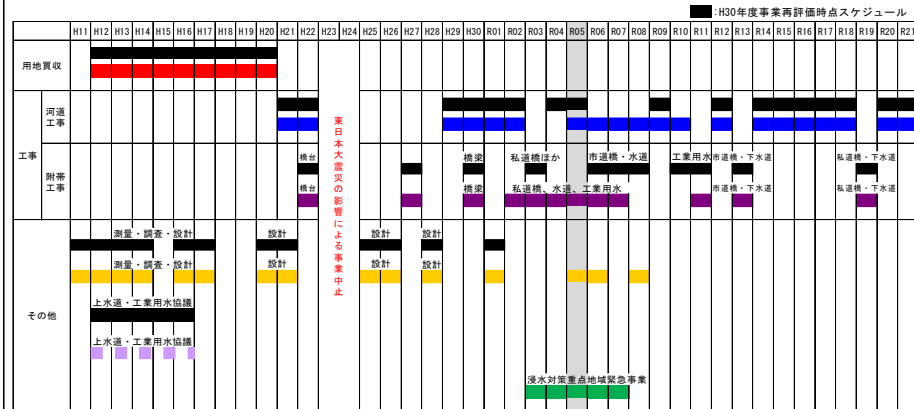 :H30年度事業再評価時点スケジュール
H11 H12 H13 H14 H15 H16 H17 H18 H19 H20 H21 H22 H23 H24 H25 H26 H27 H28 H29 H30 R01 R02 R03 R04 R05 R06 R07 R08 R09 R10 R11 R12 R13 R14 R15 R16 R17 R18 R19 R20 R21
用地買収
工事
河道
工事
附帯
工事
橋台 橋梁 私道橋ほか 市道橋・水道 工業用水 市道橋・下水道 私道橋・下水道
橋台 橋梁 私道橋、水道、工業用水 市道橋・下水道 私道橋・下水道
東日本大震災の影響による事業中止
その他
測量・調査・設計 設計 設計 設計
測量・調査・設計 設計 設計 設計
上水道・工業用水協議
上水道・工業用水協議
浸水対策重点地域緊急事業